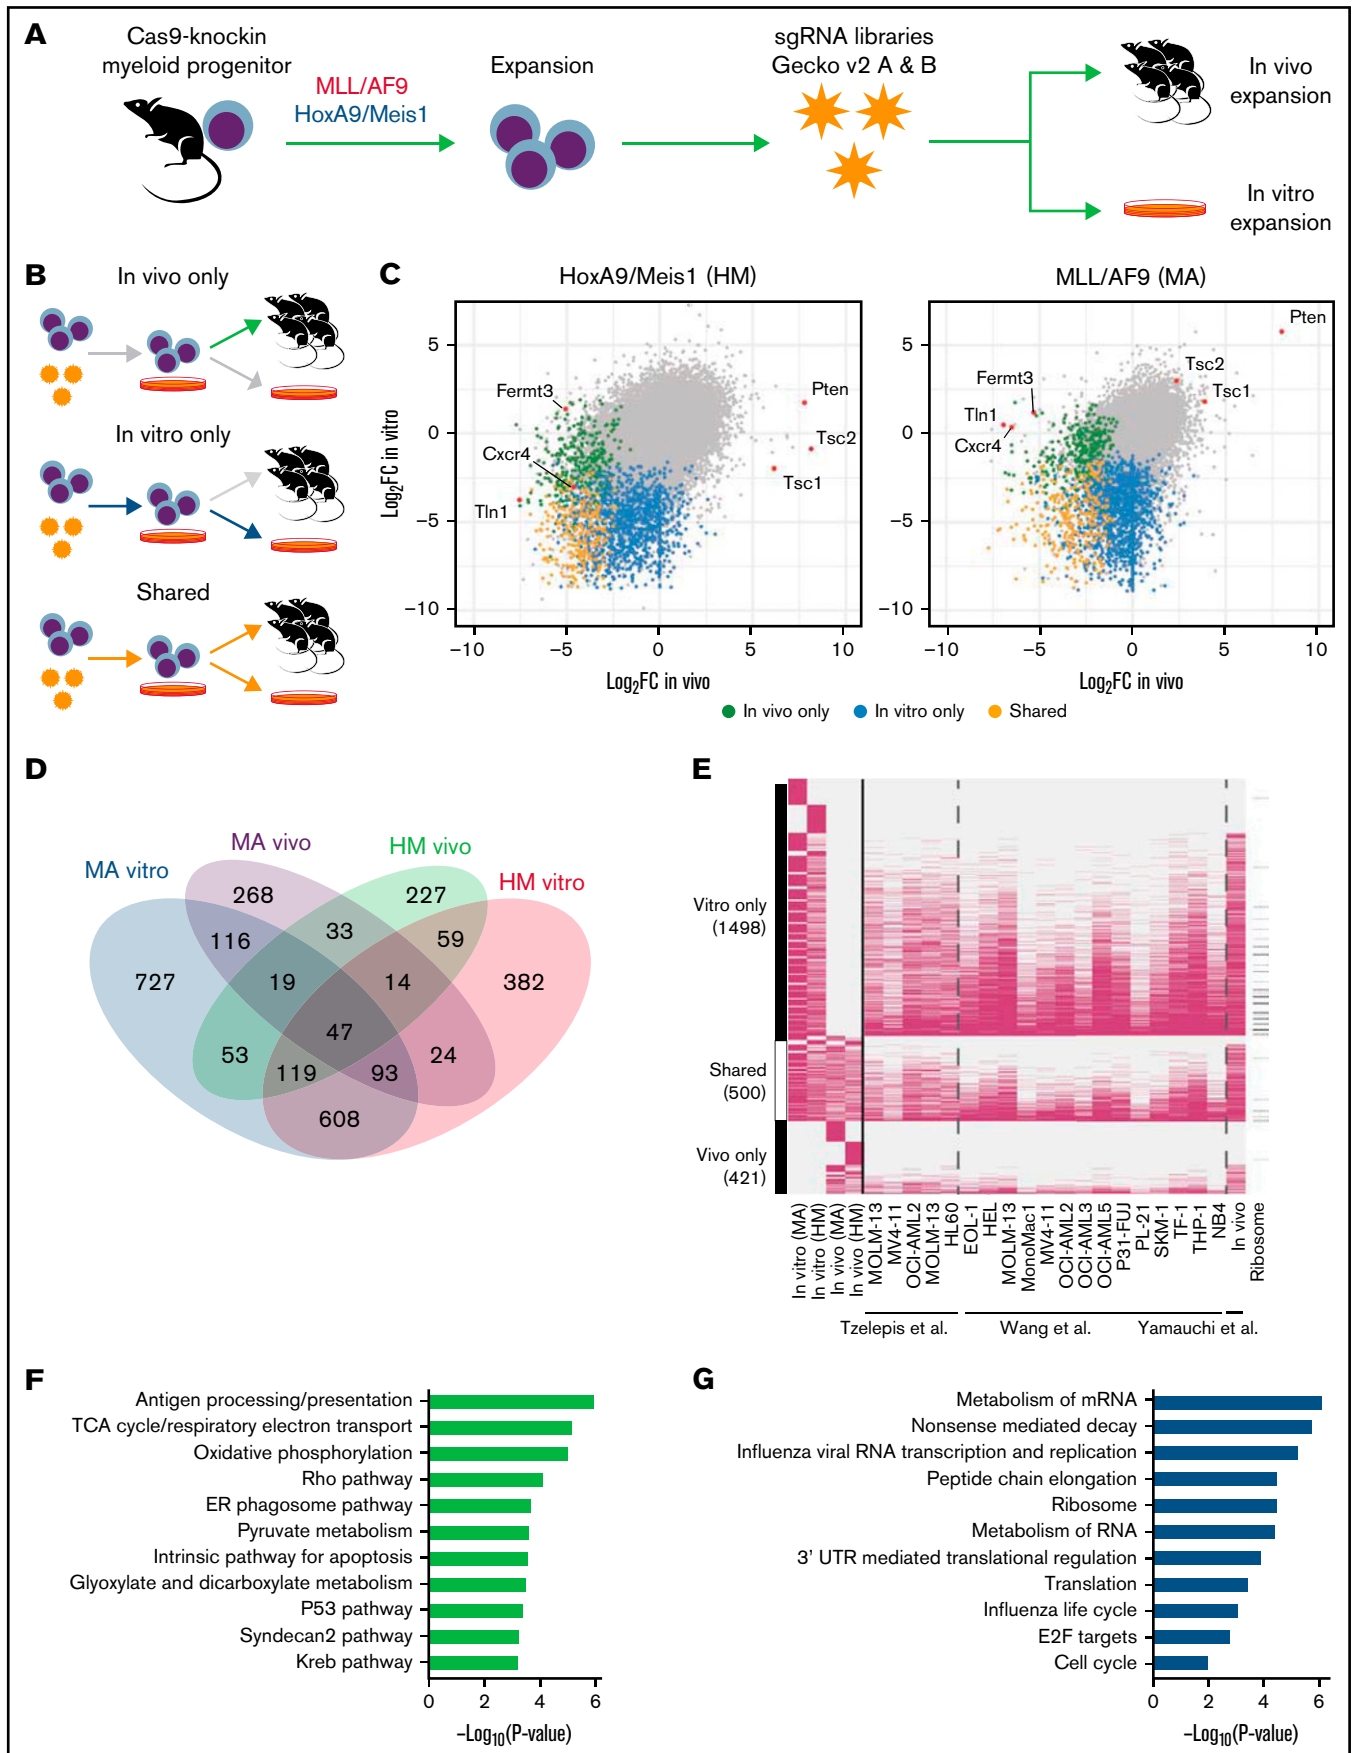 A
Cas9-knockin
myeloid progenitor
MLL/AF9
HoxA9/Meis1
Expansion
sgRNA libraries
Gecko v2 A & B
In vivo
expansion
In vitro
expansion
B
In vivo only
In vitro only
Shared
C
HoxA9/Meis1 (HM)
Log2FC in vitro
5
0
−5
−10
Fermt3
Cxcr4
Tln1
Pten
Tsc2
Tsc1
−10
−5
0
5
10
Log2FC in vivo
MLL/AF9 (MA)
5
0
−5
−10
Pten
Tsc2
Tsc1
Fermt3
Tln1
Cxcr4
−10
−5
0
5
10
Log2FC in vivo
In vivo only
In vitro only
Shared
D
MA vitro
MA vivo
HM vivo
HM vitro
268
227
116
33
59
727
19
14
382
47
53
119
93
24
608
E
Vitro only
(1498)
Shared
(500)
Vivo only
(421)
In vitro (MA)
In vitro (HM)
In vivo (MA)
In vivo (HM)
MOLM-13
MV4-11
OCI-AML2
MOLM-13
HL60
EOL-1
HEL
MOLM-13
MonoMac1
MV4-11
OCI-AML2
OCI-AML3
OCI-AML5
P31-FUJ
PL-21
SKM-1
TF-1
THP-1
NB4
In vivo
Ribosome
Tzelepis et al.
Wang et al.
Yamauchi et al.
F
Antigen processing/presentation
TCA cycle/respiratory electron transport
Oxidative phosphorylation
Rho pathway
ER phagosome pathway
Pyruvate metabolism
Intrinsic pathway for apoptosis
Glyoxylate and dicarboxylate metabolism
P53 pathway
Syndecan2 pathway
Kreb pathway
0
2
4
6
−Log10(P-value)
G
Metabolism of mRNA
Nonsense mediated decay
Influenza viral RNA transcription and replication
Peptide chain elongation
Ribosome
Metabolism of RNA
3' UTR mediated translational regulation
Translation
Influenza life cycle
E2F targets
Cell cycle
0
2
4
6
−Log10(P-value)